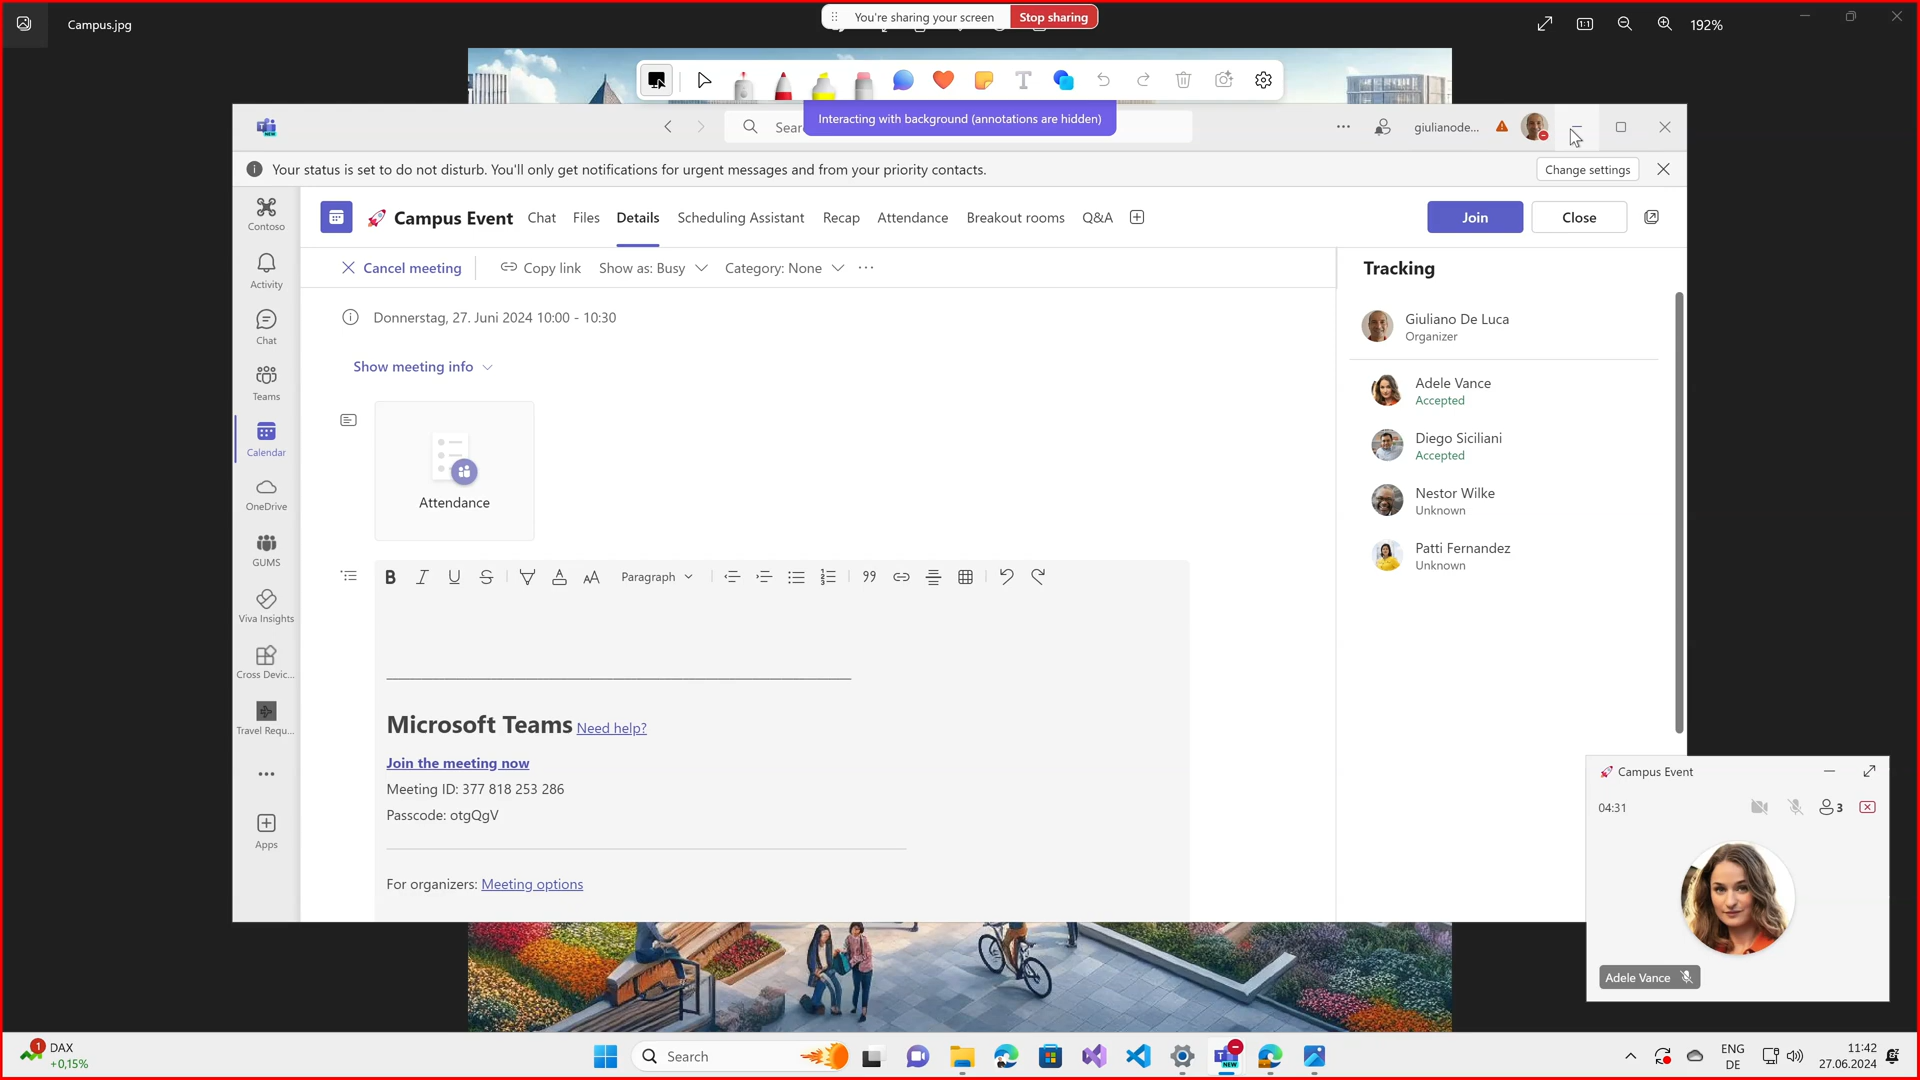 Campus.jpg
You're sharing your screen
Stop sharing
192%
Interacting with background (annotations are hidden)
giulianode...
Your status is set to do not disturb. You'll only get notifications for urgent messages and from your priority contacts.
Change settings
Contoso
Activity
Chat
Teams
Calendar
OneDrive
GUMS
Viva Insights
Cross Devic...
Travel Requ...
Apps
🚀 Campus Event
Chat
Files
Details
Scheduling Assistant
Recap
Attendance
Breakout rooms
Q&A
Join
Close
Cancel meeting
Copy link
Show as: Busy
Category: None
Donnerstag, 27. Juni 2024 10:00 - 10:30
Show meeting info
Attendance
Paragraph
Microsoft Teams Need help?
Join the meeting now
Meeting ID: 377 818 253 286
Passcode: otgQgV
For organizers: Meeting options
Tracking
Giuliano De Luca
Organizer
Adele Vance
Accepted
Diego Siciliani
Accepted
Nestor Wilke
Unknown
Patti Fernandez
Unknown
🚀 Campus Event
04:31
3
Adele Vance
1
DAX
+0,15%
Search
NEW
ENG
DE
11:42
27.06.2024